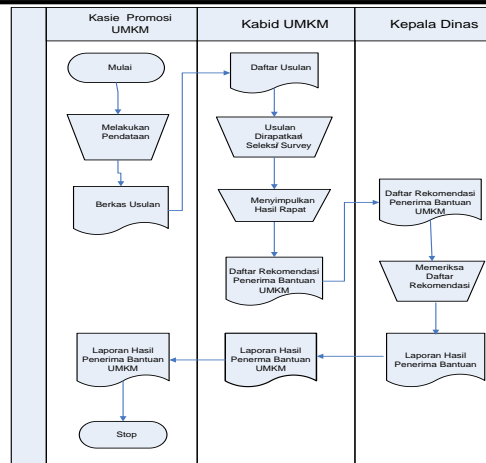 Kasie Promosi
UMKM
Kabid UMKM
Kepala Dinas
Mulai
Melakukan
Pendataan
Berkas Usulan
Daftar Usulan
Usulan
Dirapatkan
Seleksi/ Survey
Menyimpulkan
Hasil Rapat
Daftar Rekomendasi
Penerima Bantuan
UMKM
Daftar Rekomendasi
Penerima Bantuan
UMKM
Memeriksa
Daftar
Rekomendasi
Laporan Hasil
Penerima Bantuan
Laporan Hasil
Penerma Bantuan
UMKM
Laporan Hasil
Penerima Bantuan
UMKM
Stop